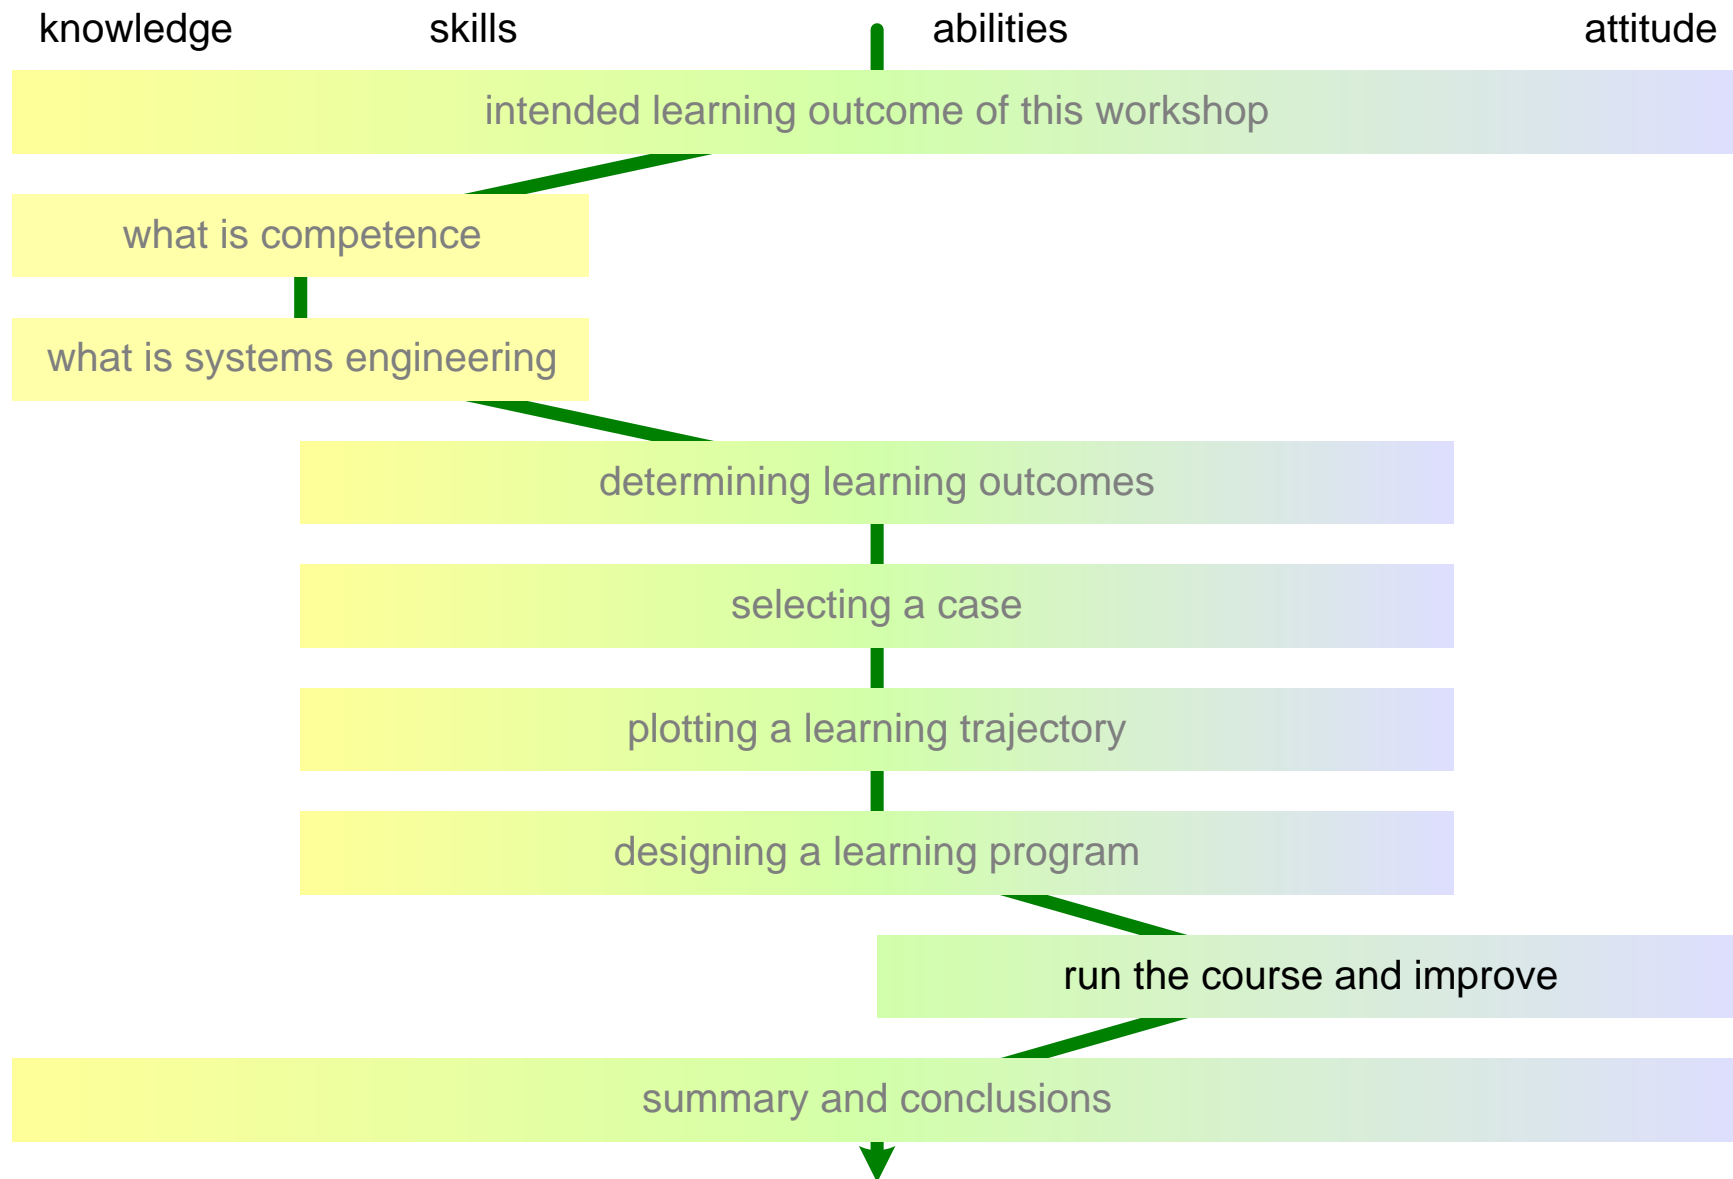 knowledge skills abilities attitude
intended learning outcome of this workshop
what is competence
what is systems engineering
determining learning outcomes
selecting a case
plotting a learning trajectory
designing a learning program
run the course and improve
summary and conclusions